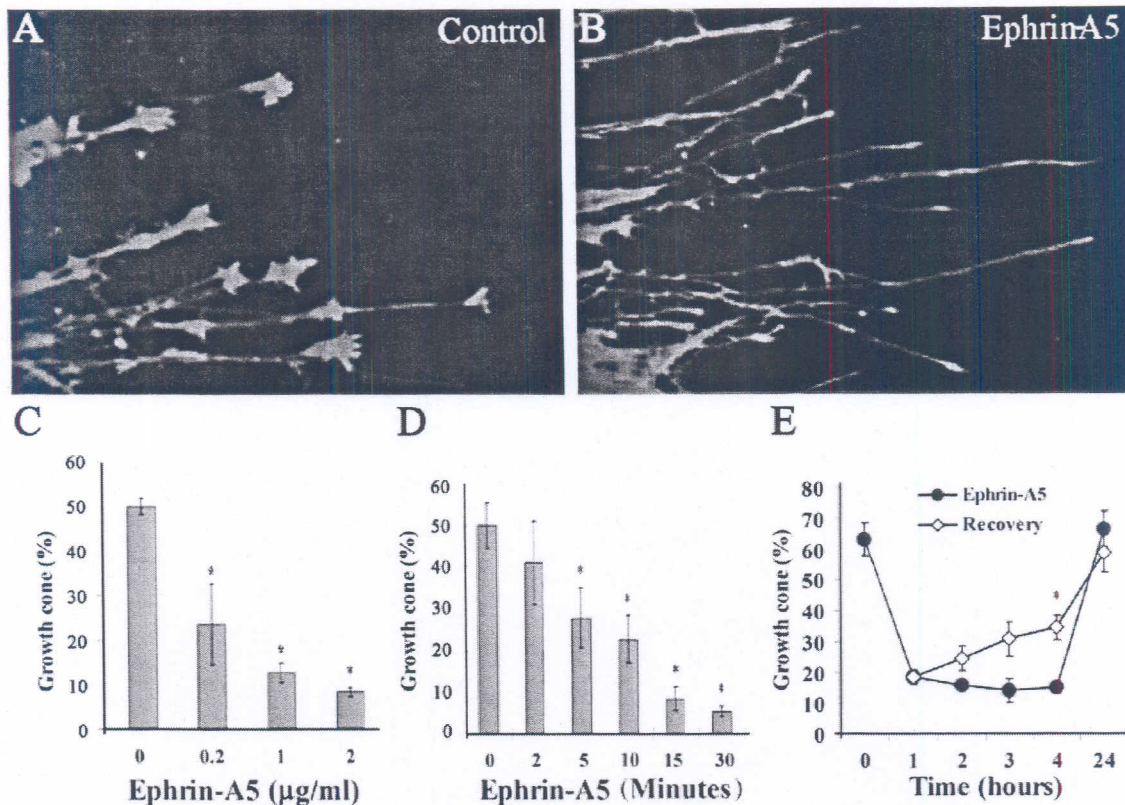 A Control
B Ephrin-A5
C
D
E
Growth cone (%)
60
50
40
30
20
10
0
*
*
*
0 0.2 1 2
Ephrin-A5 (µg/ml)
Growth cone (%)
60
50
40
30
20
10
0
*
*
*
*
0 2 5 10 15 30
Ephrin-A5 (Minutes)
Growth cone (%)
80
70
60
50
40
30
20
10
0
Ephrin-A5
Recovery
*
0 1 2 3 4 24
Time (hours)